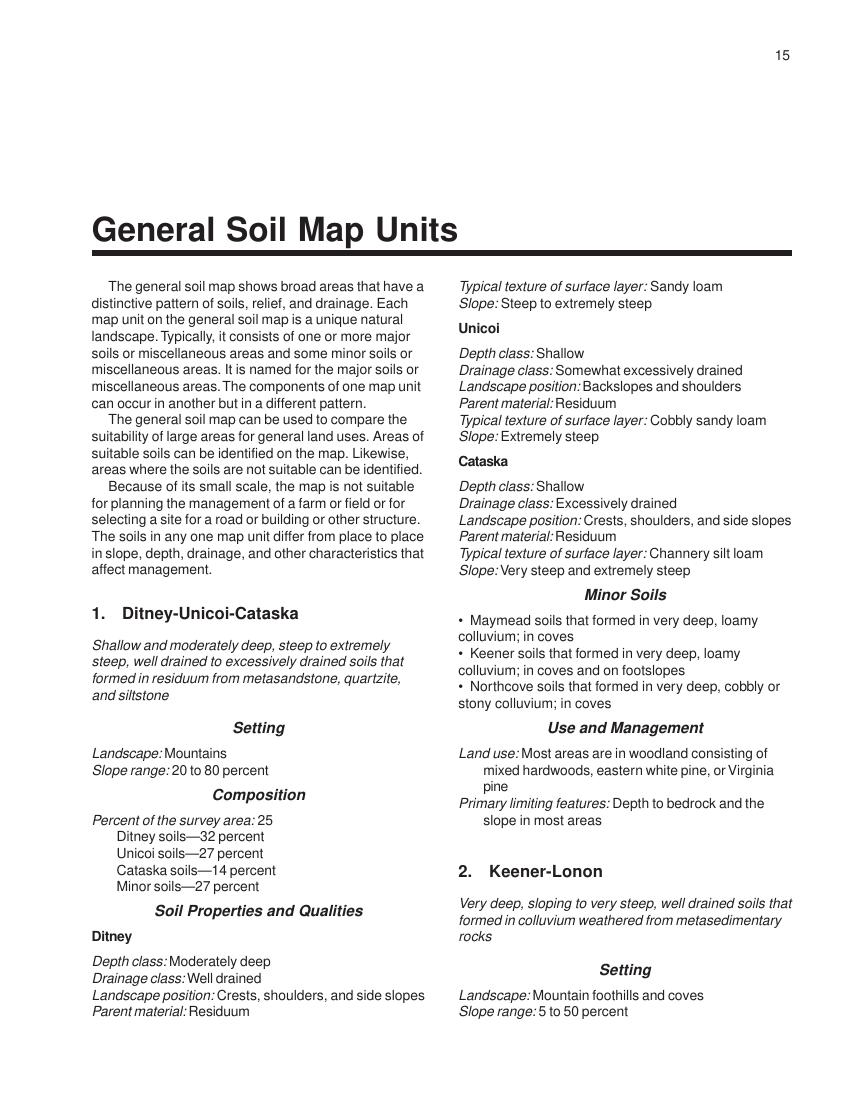 15
General Soil Map Units
The general soil map shows broad areas that have a
distinctive pattern of soils, relief, and drainage. Each
map unit on the general soil map is a unique natural
landscape. Typically, it consists of one or more major
soils or miscellaneous areas and some minor soils or
miscellaneous areas. It is named for the major soils or
miscellaneous areas. The components of one map unit
can occur in another but in a different pattern.
The general soil map can be used to compare the
suitability of large areas for general land uses. Areas of
suitable soils can be identified on the map. Likewise,
areas where the soils are not suitable can be identified.
Because of its small scale, the map is not suitable
for planning the management of a farm or field or for
selecting a site for a road or building or other structure.
The soils in any one map unit differ from place to place
in slope, depth, drainage, and other characteristics that
affect management.
1. Ditney-Unicoi-Cataska
Shallow and moderately deep, steep to extremely
steep, well drained to excessively drained soils that
formed in residuum from metasandstone, quartzite,
and siltstone
Setting
Landscape: Mountains
Slope range: 20 to 80 percent
Composition
Percent of the survey area: 25
Ditney soils—32 percent
Unicoi soils—27 percent
Cataska soils—14 percent
Minor soils—27 percent
Soil Properties and Qualities
Ditney
Depth class: Moderately deep
Drainage class: Well drained
Landscape position: Crests, shoulders, and side slopes
Parent material: Residuum
Typical texture of surface layer: Sandy loam
Slope: Steep to extremely steep
Unicoi
Depth class: Shallow
Drainage class: Somewhat excessively drained
Landscape position: Backslopes and shoulders
Parent material: Residuum
Typical texture of surface layer: Cobbly sandy loam
Slope: Extremely steep
Cataska
Depth class: Shallow
Drainage class: Excessively drained
Landscape position: Crests, shoulders, and side slopes
Parent material: Residuum
Typical texture of surface layer: Channery silt loam
Slope: Very steep and extremely steep
Minor Soils
• Maymead soils that formed in very deep, loamy
colluvium; in coves
• Keener soils that formed in very deep, loamy
colluvium; in coves and on footslopes
• Northcove soils that formed in very deep, cobbly or
stony colluvium; in coves
Use and Management
Land use: Most areas are in woodland consisting of
mixed hardwoods, eastern white pine, or Virginia
pine
Primary limiting features: Depth to bedrock and the
slope in most areas
2. Keener-Lonon
Very deep, sloping to very steep, well drained soils that
formed in colluvium weathered from metasedimentary
rocks
Setting
Landscape: Mountain foothills and coves
Slope range: 5 to 50 percent